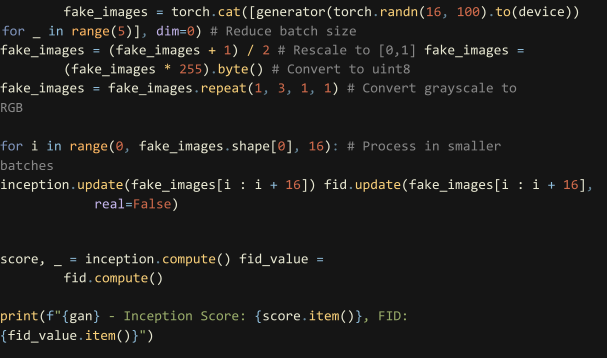 fake_images = torch.cat([generator(torch.randn(16, 100).to(device))
for _ in range(5)], dim=0) # Reduce batch size
fake_images = (fake_images + 1) / 2 # Rescale to [0,1] fake_images =
(fake_images * 255).byte() # Convert to uint8
fake_images = fake_images.repeat(1, 3, 1, 1) # Convert grayscale to
RGB
for i in range(0, fake_images.shape[0], 16): # Process in smaller
batches
inception.update(fake_images[i : i + 16]) fid.update(fake_images[i : i + 16],
real=False)
score, _ = inception.compute() fid_value =
fid.compute()
print(f"{gan} - Inception Score: {score.item()}, FID:
{fid_value.item()}")